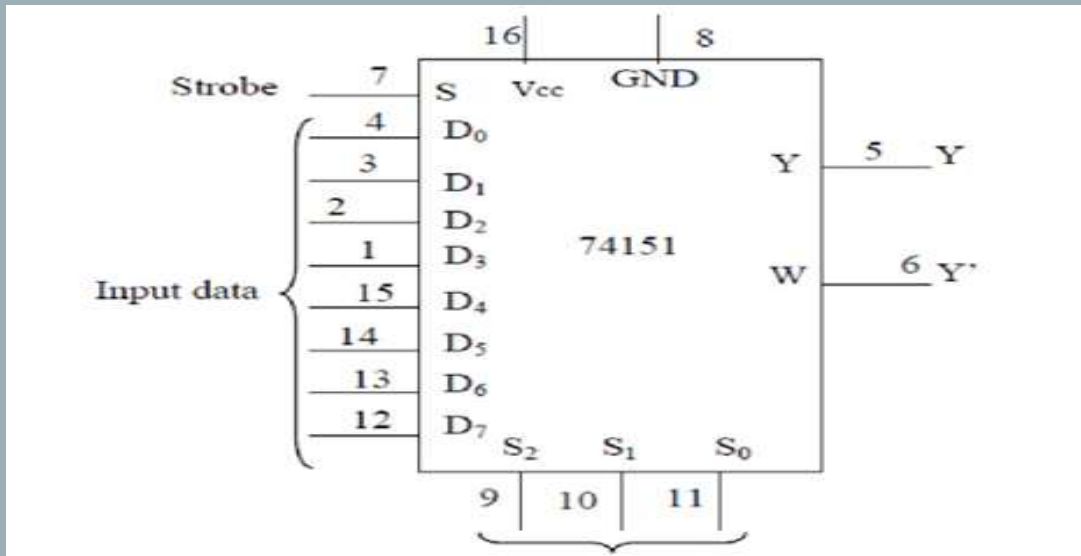 16 8
Strobe 7 S Vcc GND
4 D₀
3 D₁
Y 5 Y
2 D₂
1 D₃
74151
Input data
15 D₄
W 6 Y'
14 D₅
13 D₆
12 D₇
S₂ S₁ S₀
9 10 11